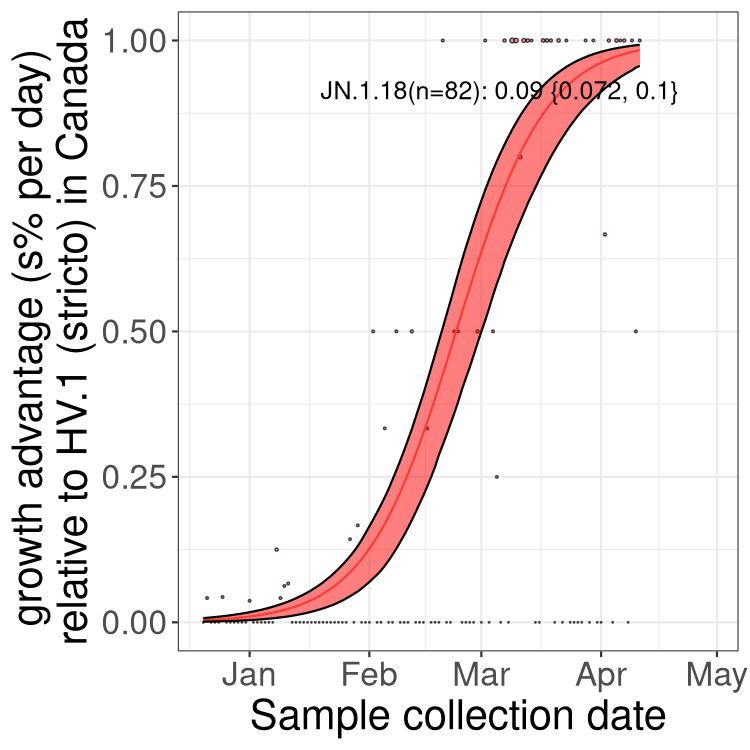 growth advantage (s% per day)
relative to HV.1 (stricto) in Canada
1.00
0.75
0.50
0.25
0.00
JN.1.18(n=82): 0.09 {0.072, 0.1}
Jan Feb Mar Apr May
Sample collection date